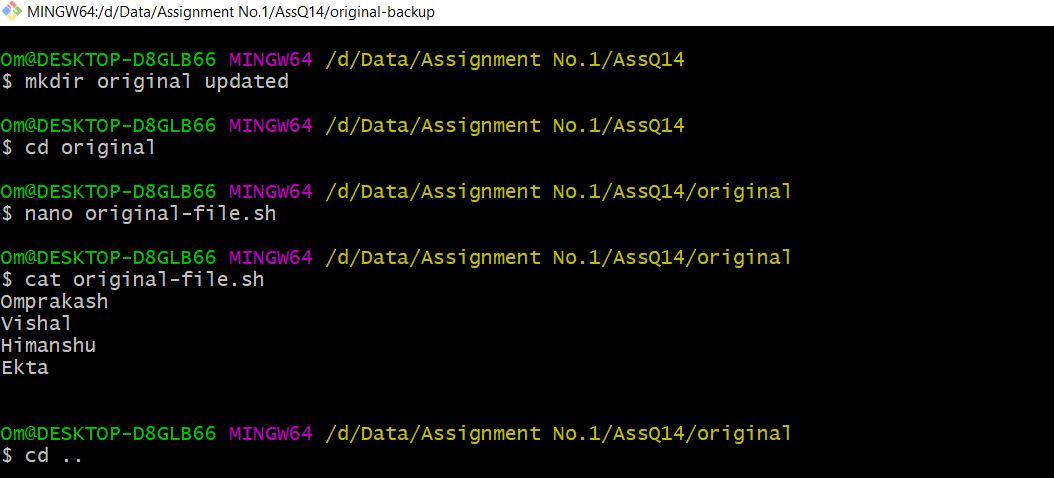 MINGW64:/d/Data/Assignment No.1/AssQ14/original-backup
Om@DESKTOP-D8GLB66 MINGW64 /d/Data/Assignment No.1/AssQ14
$ mkdir original updated
Om@DESKTOP-D8GLB66 MINGW64 /d/Data/Assignment No.1/AssQ14
$ cd original
Om@DESKTOP-D8GLB66 MINGW64 /d/Data/Assignment No.1/AssQ14/original
$ nano original-file.sh
Om@DESKTOP-D8GLB66 MINGW64 /d/Data/Assignment No.1/AssQ14/original
$ cat original-file.sh
Omprakash
Vishal
Himanshu
Ekta
Om@DESKTOP-D8GLB66 MINGW64 /d/Data/Assignment No.1/AssQ14/original
$ cd ..